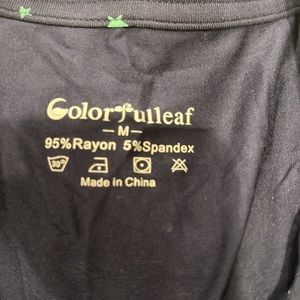 Colorfulleaf
— M —
95%Rayon 5%Spandex
30°
Made in China